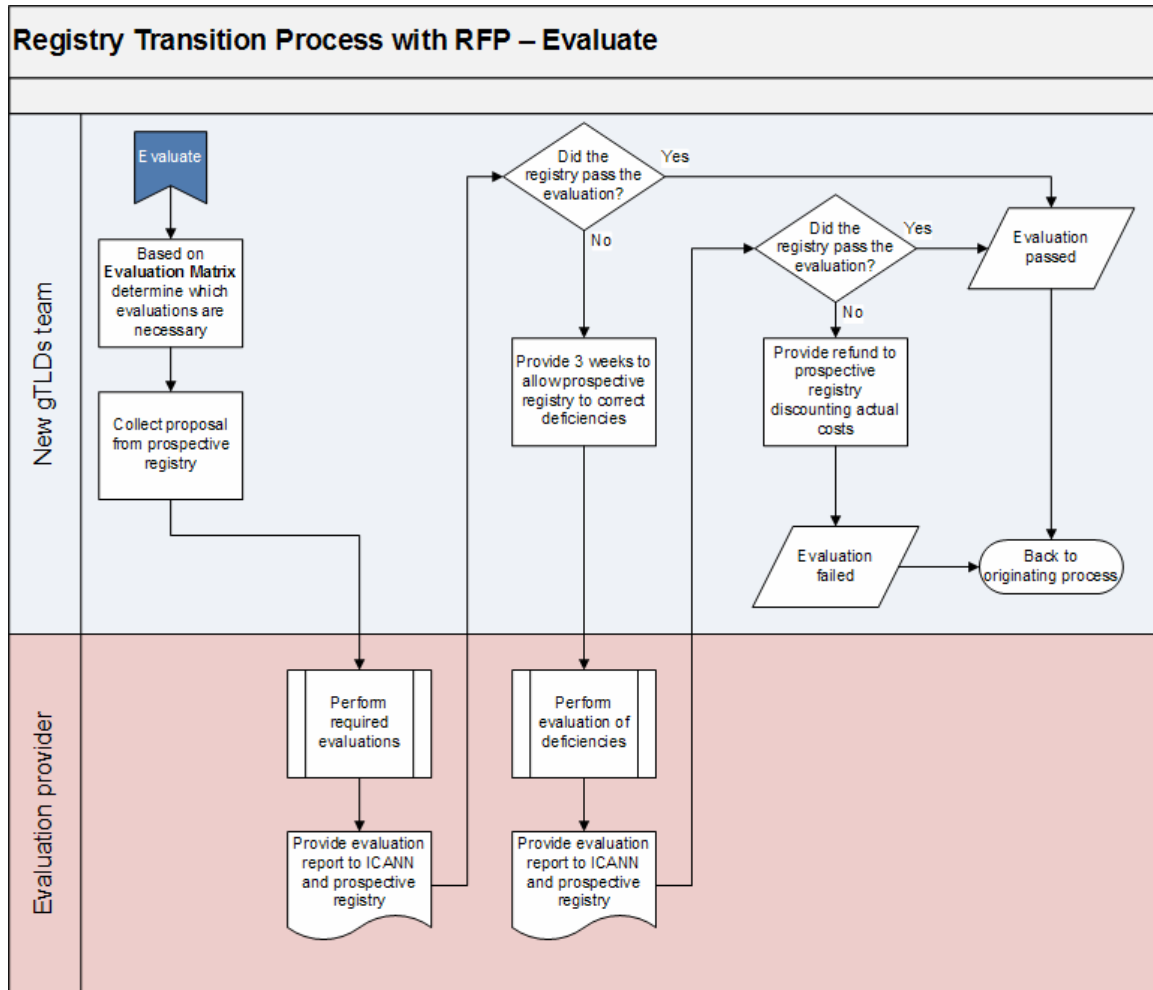 Registry Transition Process with RFP – Evaluate
New gTLDs team
Evaluate
Based on
Evaluation Matrix
determine which
evaluations are
necessary
Collect proposal
from prospective
registry
Did the
registry pass the
evaluation?
Yes
No
Provide 3 weeks to
allow prospective
registry to correct
deficiencies
Did the
registry pass the
evaluation?
Yes
No
Provide refund to
prospective
registry
discounting actual
costs
Evaluation
passed
Evaluation
failed
Back to
originating process
Evaluation provider
Perform
required
evaluations
Provide evaluation
report to ICANN
and prospective
registry
Perform
evaluation of
deficiencies
Provide evaluation
report to ICANN
and prospective
registry